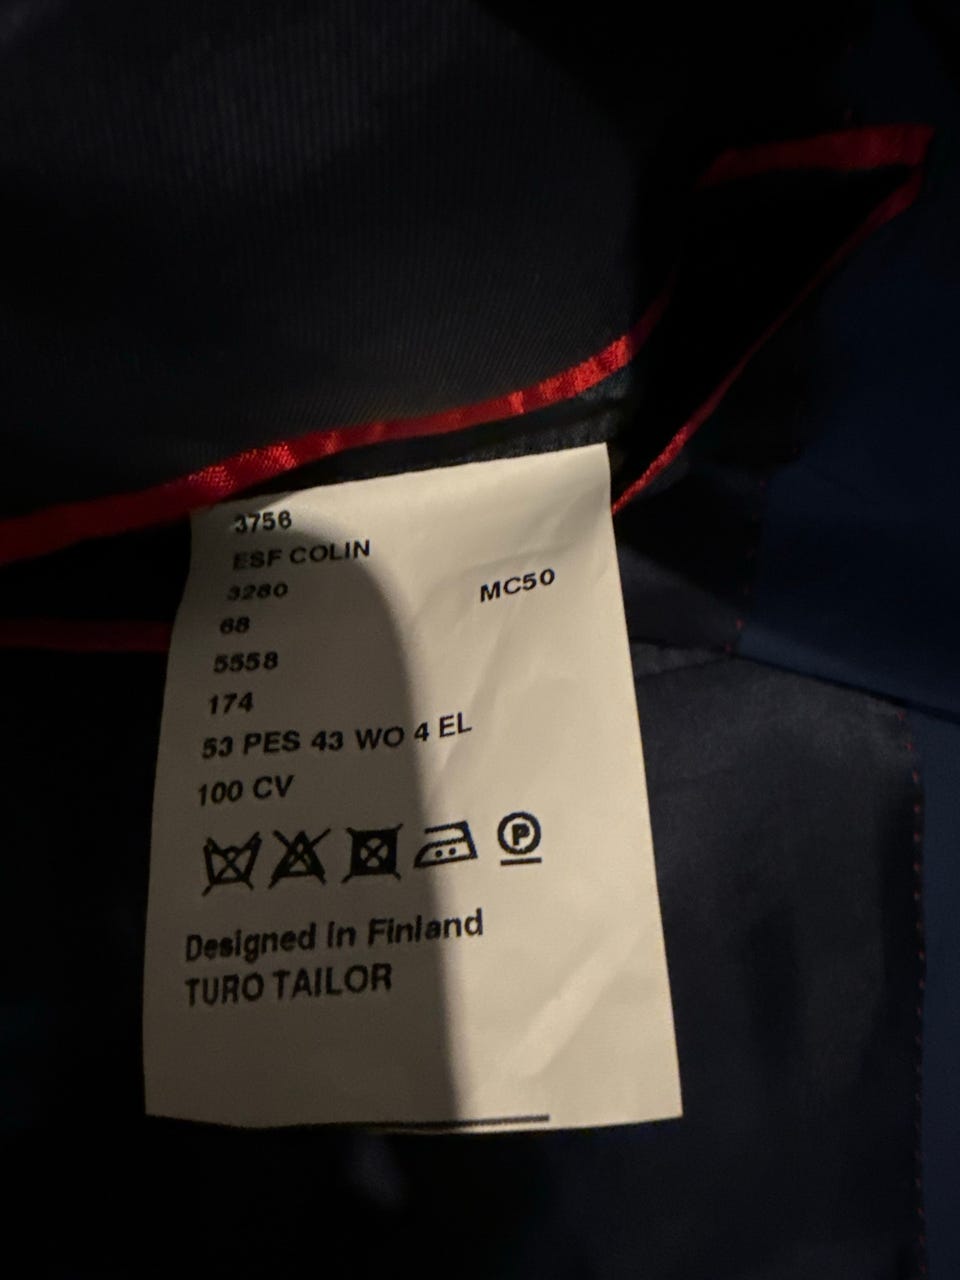 3756
ESF COLIN
3280 MC50
68
5558
174
53 PES 43 WO 4 EL
100 CV
P
Designed in Finland
TURO TAILOR